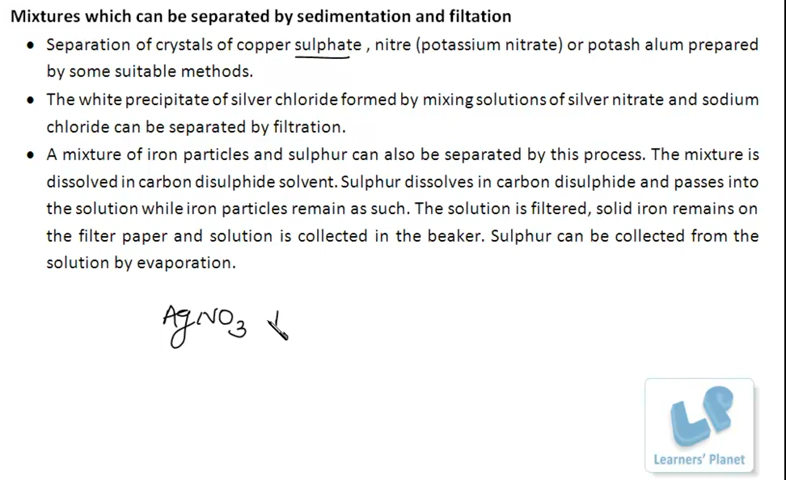 Mixtures which can be separated by sedimentation and filtation
• Separation of crystals of copper sulphate , nitre (potassium nitrate) or potash alum prepared
by some suitable methods.
• The white precipitate of silver chloride formed by mixing solutions of silver nitrate and sodium
chloride can be separated by filtration.
• A mixture of iron particles and sulphur can also be separated by this process. The mixture is
dissolved in carbon disulphide solvent. Sulphur dissolves in carbon disulphide and passes into
the solution while iron particles remain as such. The solution is filtered, solid iron remains on
the filter paper and solution is collected in the beaker. Sulphur can be collected from the
solution by evaporation.
AgNO3
LP
Learners' Planet